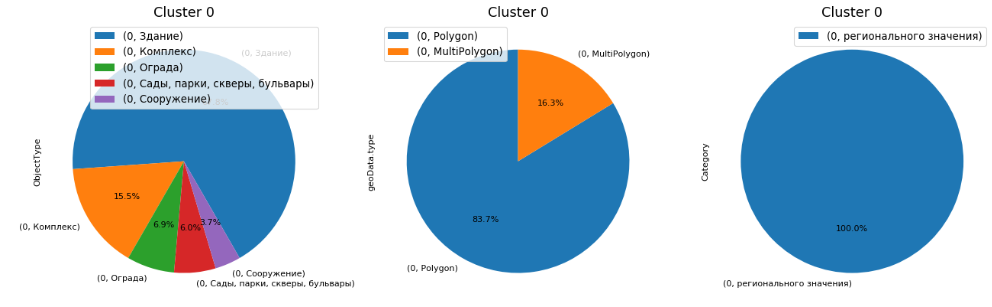 Cluster 0
(0, Здание)
(0, Комплекс)
(0, Ограда)
(0, Сады, парки, скверы, бульвары)
(0, Сооружение)
(0, Здание)
ObjectType
15.5%
6.9%
6.0%
3.7%
(0, Комплекс)
(0, Ограда)
(0, Сооружение)
(0, Сады, парки, скверы, бульвары)
Cluster 0
(0, Polygon)
(0, MultiPolygon)
(0, MultiPolygon)
16.3%
geoData.type
83.7%
(0, Polygon)
Cluster 0
(0, регионального значения)
Category
100.0%
(0, регионального значения)